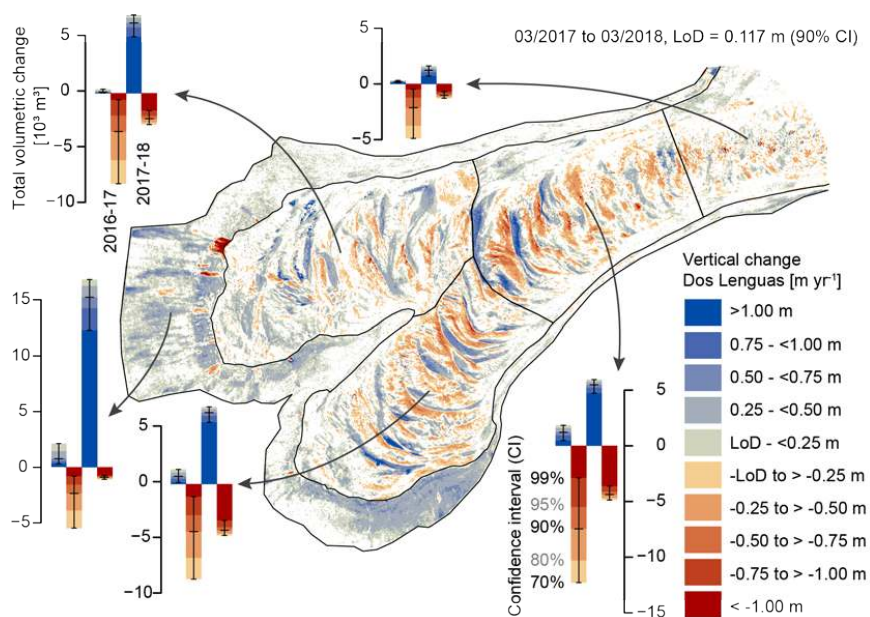 03/2017 to 03/2018, LoD = 0.117 m (90% CI)
Total volumetric change
[10³ m³]
5
0
−5
−10
2016-17
2017-18
5
0
−5
15
10
5
0
−5
5
0
−5
−10
Confidence interval (CI)
99%
95%
90%
80%
70%
5
0
−5
−10
−15
Vertical change
Dos Lenguas [m yr⁻¹]
>1.00 m
0.75 - <1.00 m
0.50 - <0.75 m
0.25 - <0.50 m
LoD - <0.25 m
-LoD to > -0.25 m
-0.25 to > -0.50 m
-0.50 to > -0.75 m
-0.75 to > -1.00 m
< -1.00 m